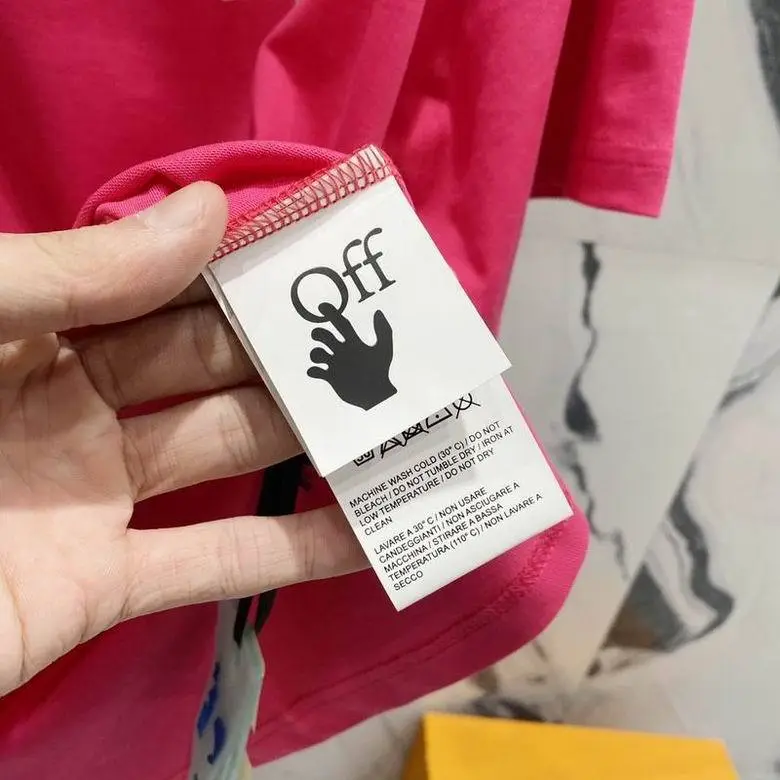 Off
MACHINE WASH COLD (30° C) / DO NOT
BLEACH / DO NOT TUMBLE DRY / IRON AT
LOW TEMPERATURE / DO NOT DRY
CLEAN
LAVARE A 30° C / NON USARE
CANDEGGIANTI / NON ASCIUGARE A
MACCHINA / STIRARE A BASSA
TEMPERATURA (110° C) / NON LAVARE A
SECCO